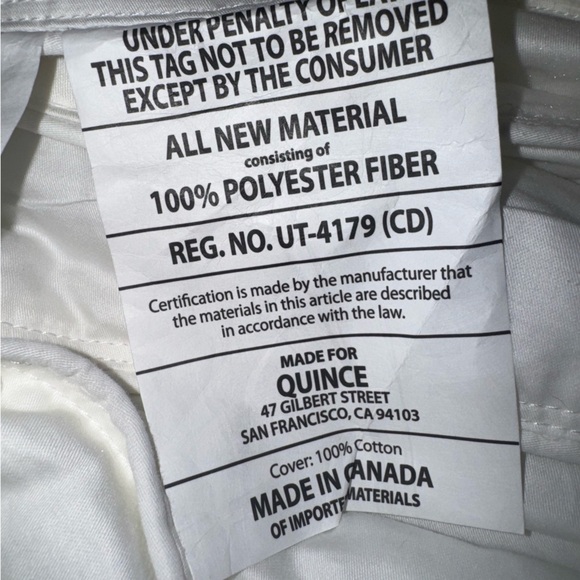 UNDER PENALTY OF LAW
THIS TAG NOT TO BE REMOVED
EXCEPT BY THE CONSUMER
ALL NEW MATERIAL
consisting of
100% POLYESTER FIBER
REG. NO. UT-4179 (CD)
Certification is made by the manufacturer that
the materials in this article are described
in accordance with the law.
MADE FOR
QUINCE
47 GILBERT STREET
SAN FRANCISCO, CA 94103
Cover: 100% Cotton
MADE IN CANADA
OF IMPORTE MATERIALS